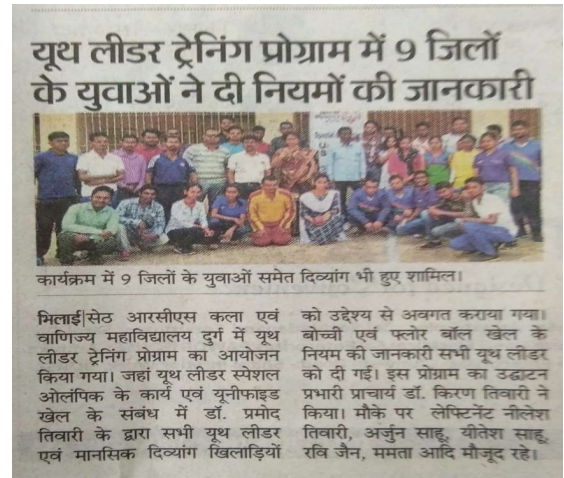 यूथ लीडर ट्रेनिंग प्रोग्राम में 9 जिलों
के युवाओं ने दी नियमों की जानकारी
कार्यक्रम में 9 जिलों के युवाओं समेत दिव्यांग भी हुए शामिल।
भिलाई|सेठ आरसीएस कला एवं
वाणिज्य महाविद्यालय दुर्ग में यूथ
लीडर ट्रेनिंग प्रोग्राम का आयोजन
किया गया। जहां यूथ लीडर स्पेशल
ओलंपिक के कार्य एवं यूनीफाइड
खेल के संबंध में डॉ. प्रमोद
तिवारी के द्वारा सभी यूथ लीडर
एवं मानसिक दिव्यांग खिलाड़ियों
को उद्देश्य से अवगत कराया गया।
बोच्ची एवं फ्लोर बॉल खेल के
नियम की जानकारी सभी यूथ लीडर
को दी गई। इस प्रोग्राम का उद्घाटन
प्रभारी प्राचार्य डॉ. किरण तिवारी ने
किया। मौके पर लेफ्टिनेंट नीलेश
तिवारी, अर्जुन साहू, यीतेश साहू,
रवि जैन, ममता आदि मौजूद रहे।